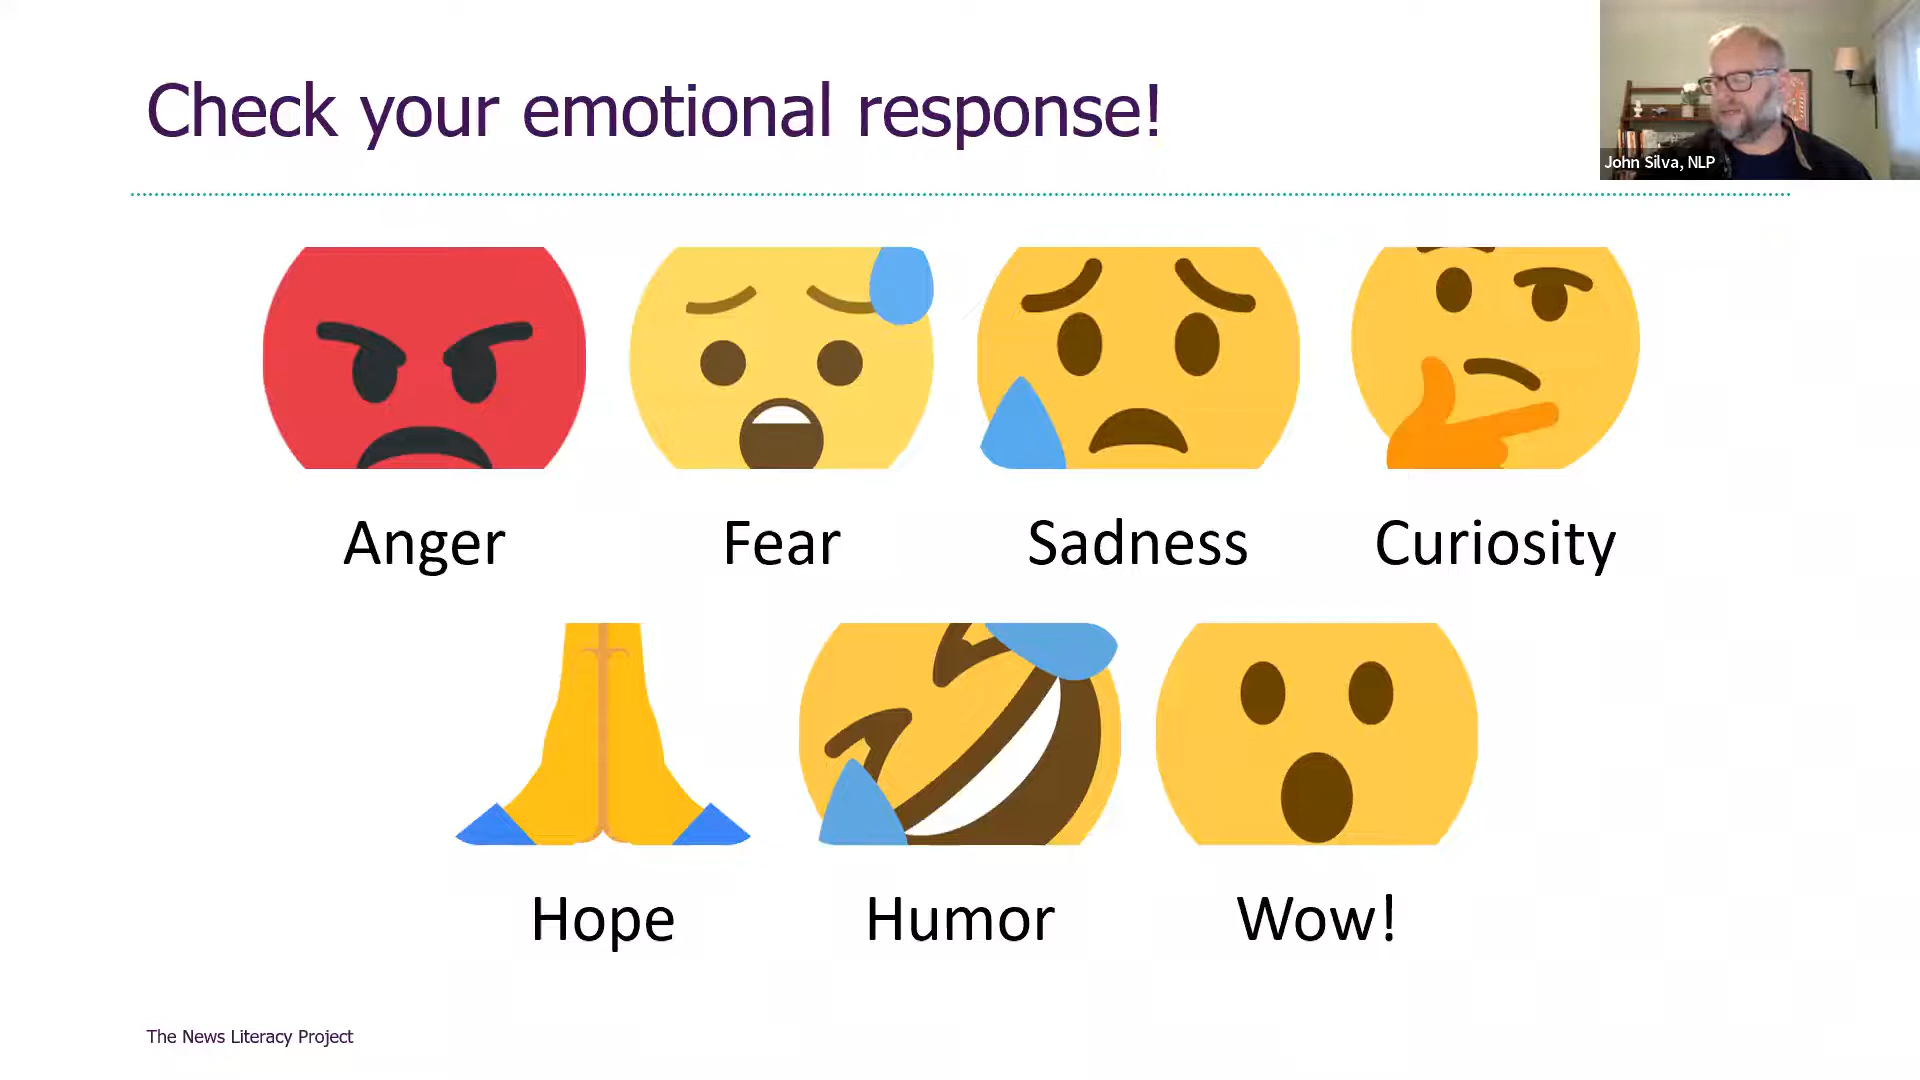 Check your emotional response!
John Silva, NLP
Anger
Fear
Sadness
Curiosity
Hope
Humor
Wow!
The News Literacy Project